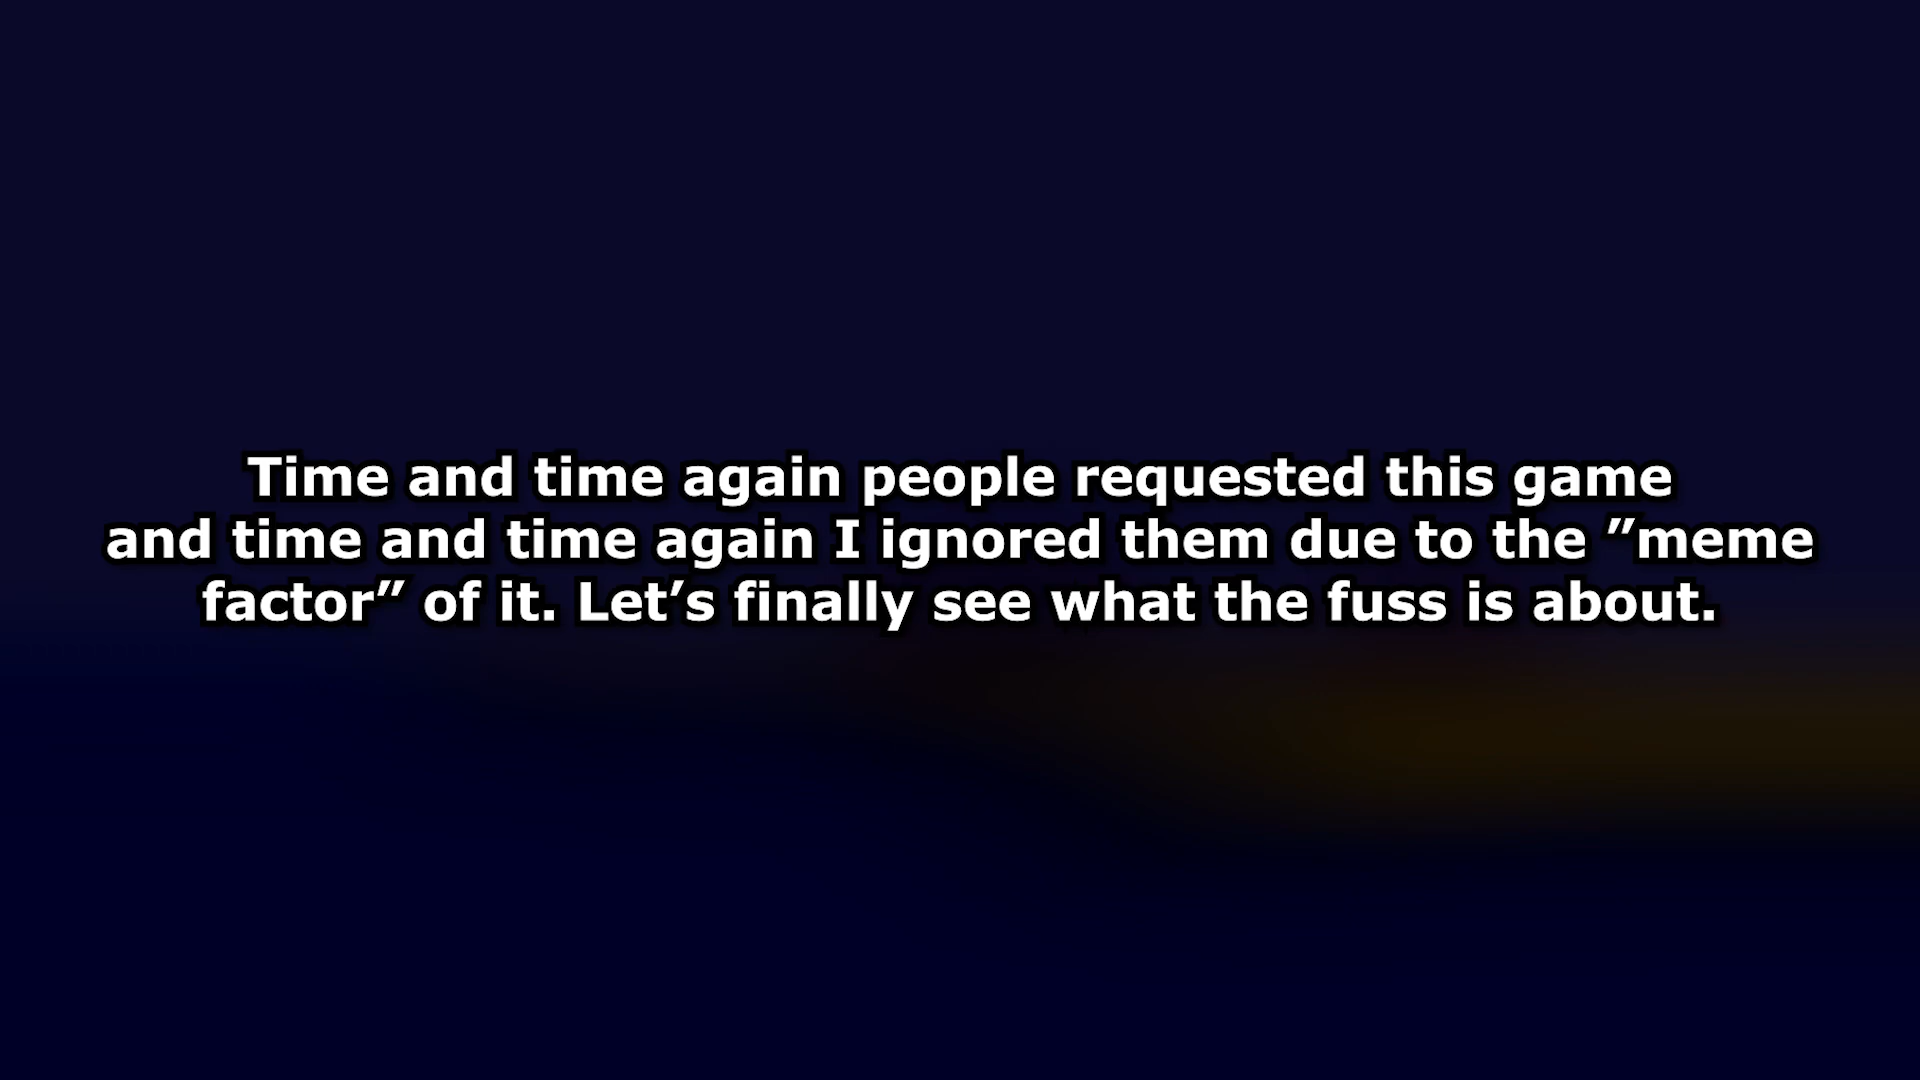 Time and time again people requested this game
and time and time again I ignored them due to the ”meme
factor” of it. Let’s finally see what the fuss is about.